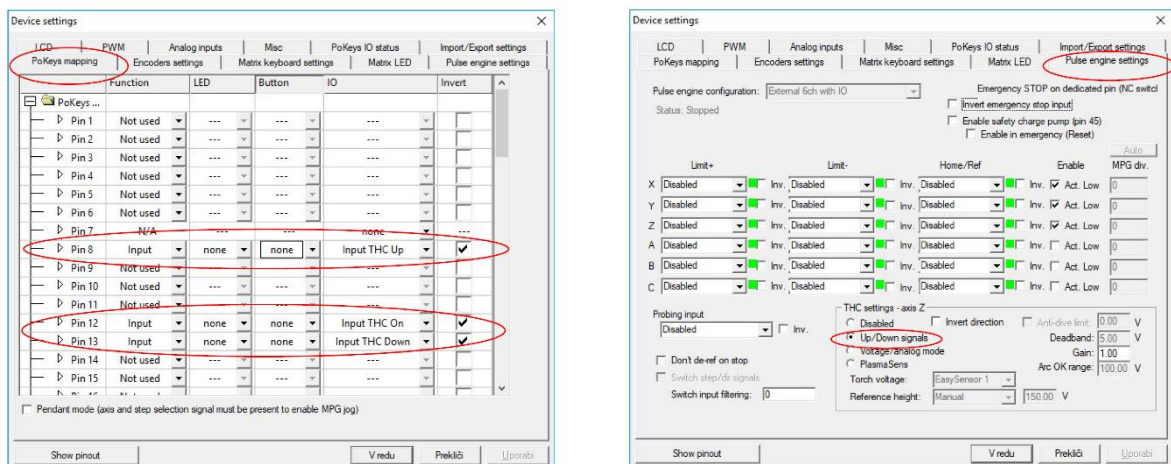 Device settings
LCD PWM Analog inputs Misc PoKeys IO status Import/Export settings
PoKeys mapping Encoders settings Matrix keyboard settings Matrix LED Pulse engine settings
Function LED Button IO Invert
PoKeys ...
Pin 1 Not used --- --- ---
Pin 2 Not used --- --- ---
Pin 3 Not used --- --- ---
Pin 4 Not used --- --- ---
Pin 5 Not used --- --- ---
Pin 6 Not used --- --- ---
Pin 7 N/A --- --- none ---
Pin 8 Input none none Input THC Up
Pin 9 Not used --- --- ---
Pin 10 Not used --- --- ---
Pin 11 Not used --- --- ---
Pin 12 Input none none Input THC On
Pin 13 Input none none Input THC Down
Pin 14 Not used --- --- ---
Pin 15 Not used --- --- ---
Pendant mode (axis and step selection signal must be present to enable MPG jog)
Show pinout V redu Prekliči Uporabi
Device settings
LCD PWM Analog inputs Misc PoKeys IO status Import/Export settings
PoKeys mapping Encoders settings Matrix keyboard settings Matrix LED Pulse engine settings
Pulse engine configuration: External 6ch with IO
Status: Stopped
Emergency STOP on dedicated pin (NC switcl
Invert emergency stop input
Enable safety charge pump (pin 45)
Enable in emergency (Reset)
Auto
Limit+ Limit- Home/Ref Enable MPG div.
X Disabled Inv. Disabled Inv. Disabled Inv. Act. Low 0
Y Disabled Inv. Disabled Inv. Disabled Inv. Act. Low 0
Z Disabled Inv. Disabled Inv. Disabled Inv. Act. Low 0
A Disabled Inv. Disabled Inv. Disabled Inv. Act. Low 0
B Disabled Inv. Disabled Inv. Disabled Inv. Act. Low 0
C Disabled Inv. Disabled Inv. Disabled Inv. Act. Low 0
Probing input
Disabled Inv.
Don't de-ref on stop
Switch step/dir signals
Switch input filtering: 0
THC settings - axis Z
Disabled Invert direction Anti-dive limit: 0.00 V
Up/Down signals Deadband: 5.00 V
Voltage/analog mode Gain: 1.00
PlasmaSens Arc OK range: 100.00 V
Torch voltage: EasySensor 1
Reference height: Manual 150.00 V
Show pinout V redu Prekliči Uporabi